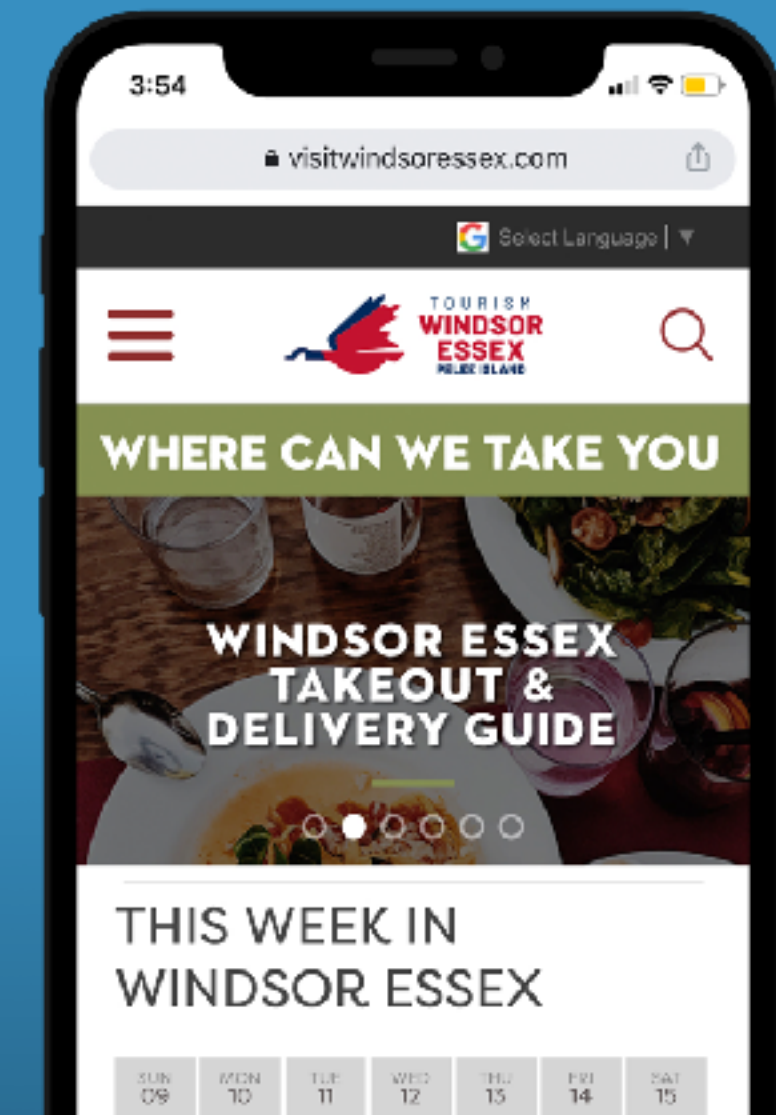 3:54
visitwindsoressex.com
Select Language
TOURISM
WINDSOR
ESSEX
PELEE ISLAND
WHERE CAN WE TAKE YOU
WINDSOR ESSEX
TAKEOUT &
DELIVERY GUIDE
THIS WEEK IN
WINDSOR ESSEX
SUN MON TUE WED THU FRI SAT
09 10 11 12 13 14 15